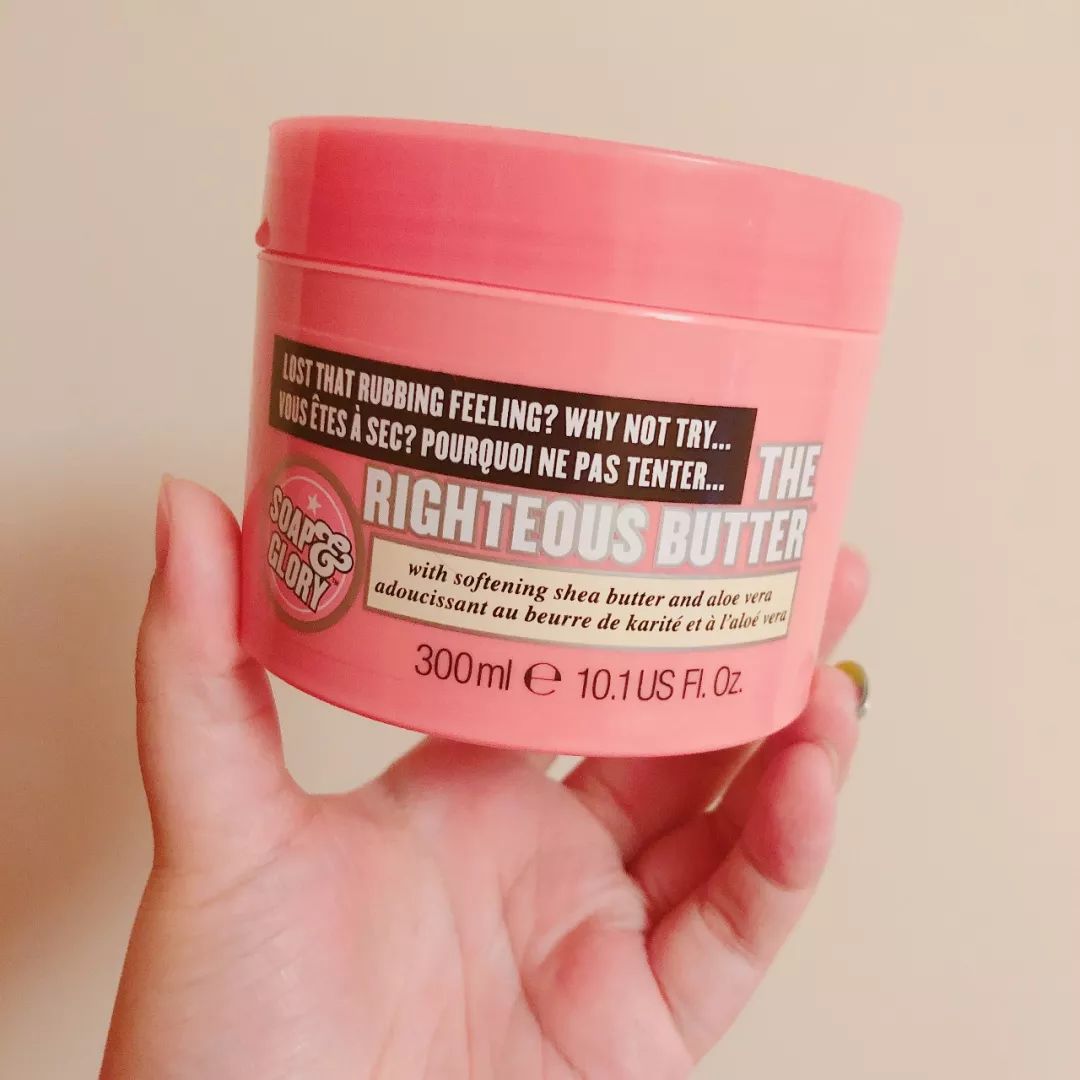 LOST THAT RUBBING FEELING? WHY NOT TRY...
VOUS ÊTES À SEC? POURQUOI NE PAS TENTER...
THE
RIGHTEOUS BUTTER™
SOAP &
GLORY™
with softening shea butter and aloe vera
adoucissant au beurre de karité et à l'aloé vera
300ml ℮ 10.1 US Fl. Oz.